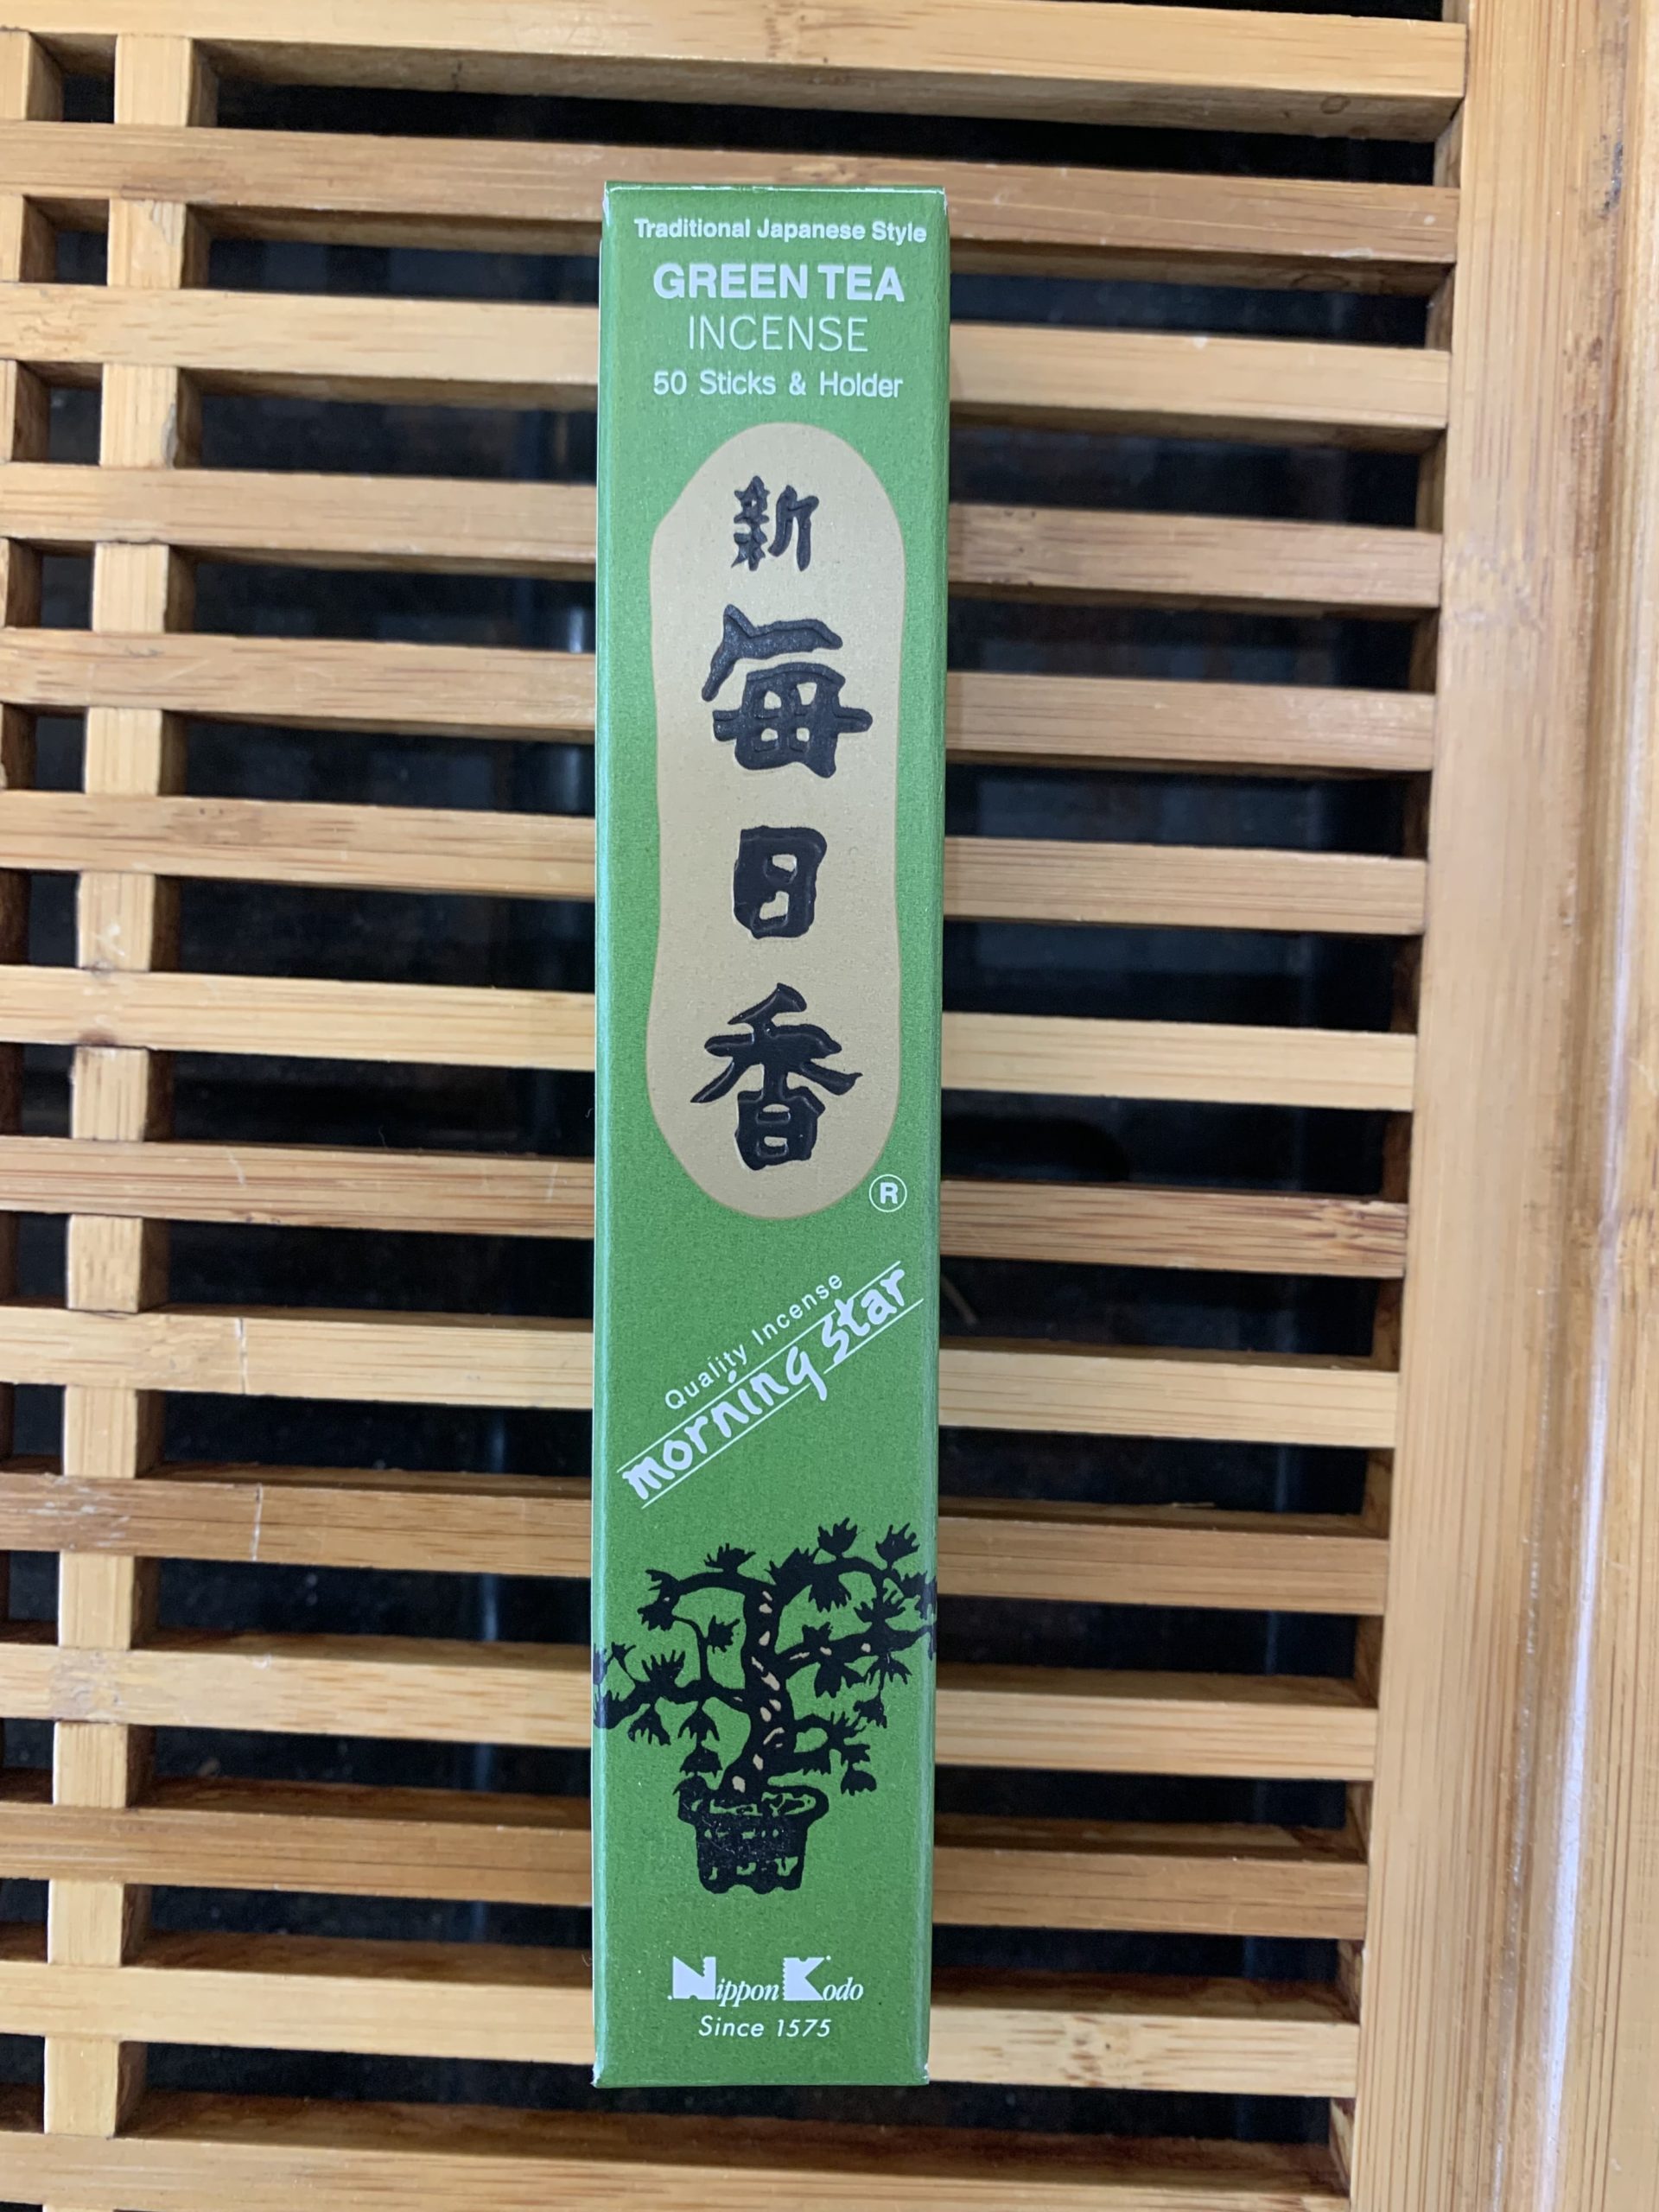 Traditional Japanese Style
GREEN TEA
INCENSE
50 Sticks & Holder
新
毎
日
香
®
Quality Incense
morning star
Nippon Kodo
Since 1575